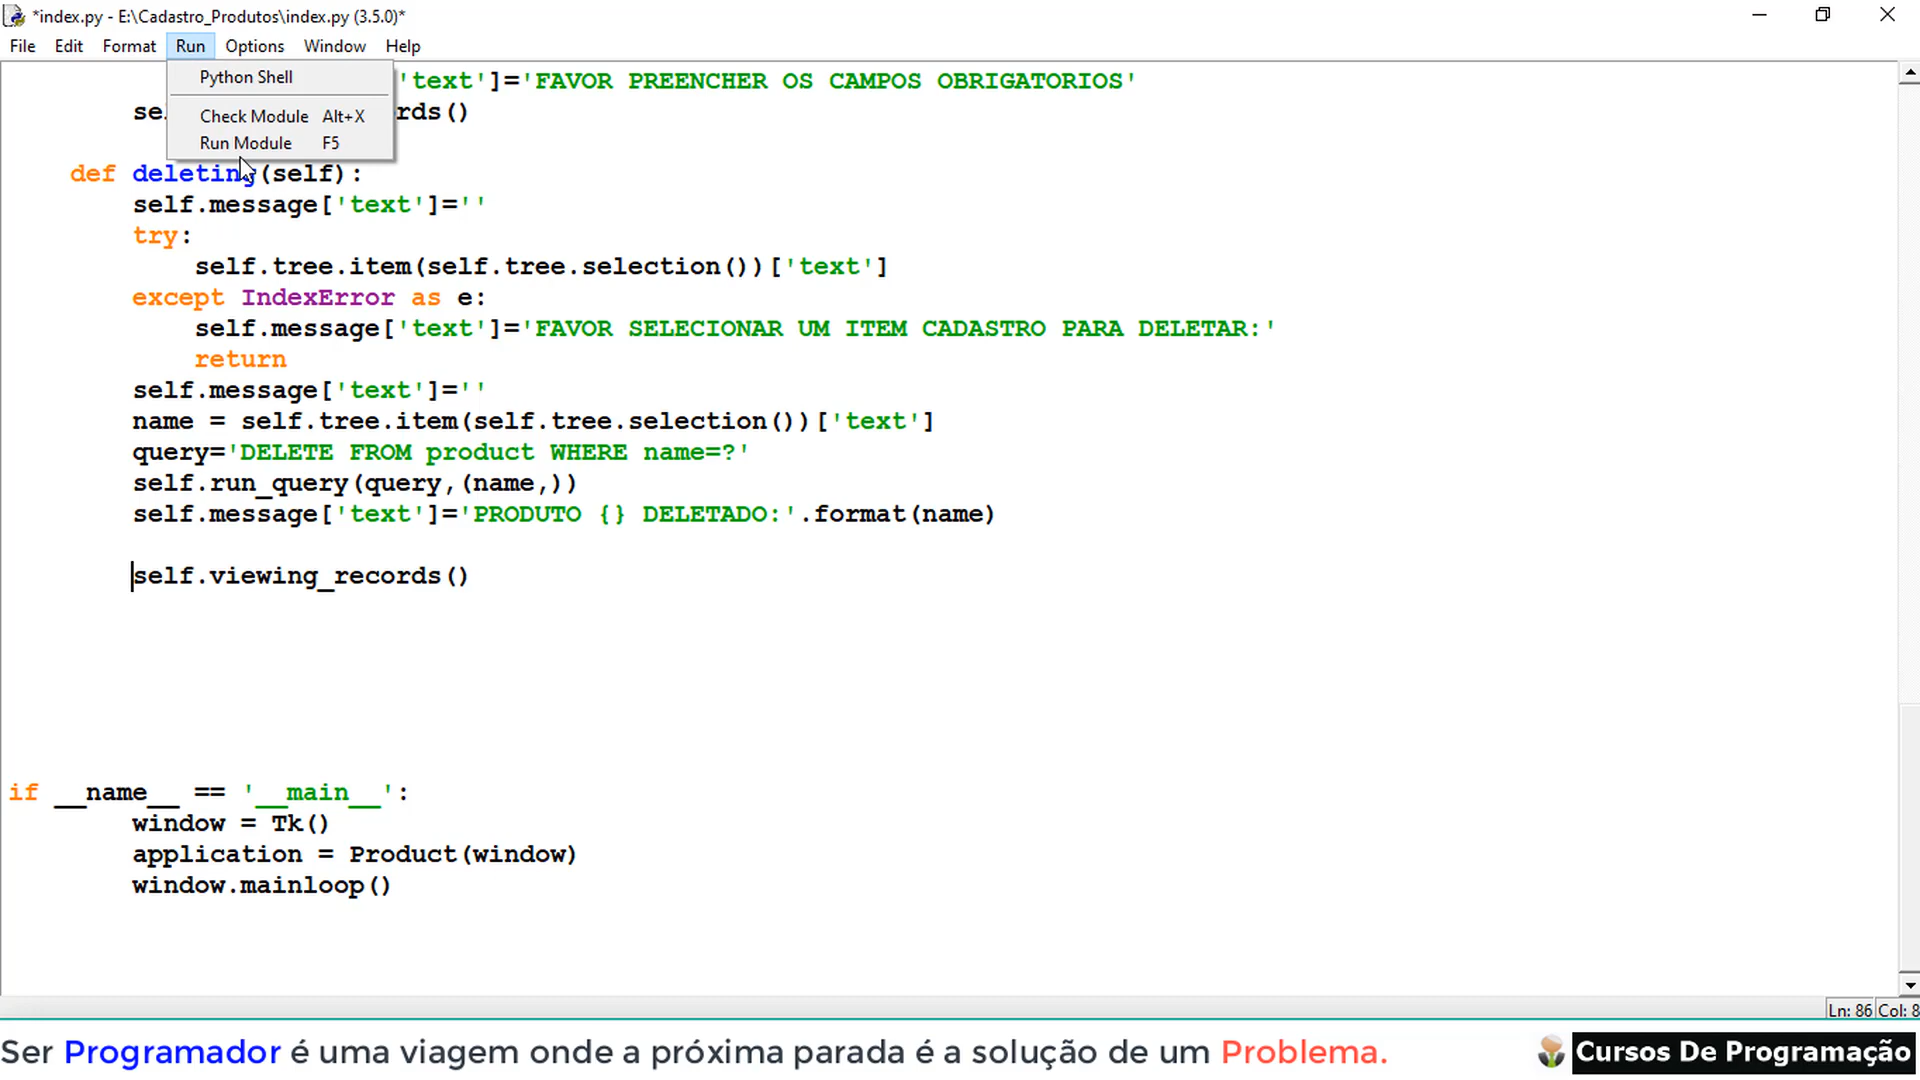 *index.py - E:\Cadastro_Produtos\index.py (3.5.0)*
File Edit Format Run Options Window Help
Python Shell
Check Module Alt+X
Run Module F5
'text']='FAVOR PREENCHER OS CAMPOS OBRIGATORIOS'
rds()
def deleting(self):
self.message['text']=''
try:
self.tree.item(self.tree.selection())['text']
except IndexError as e:
self.message['text']='FAVOR SELECIONAR UM ITEM CADASTRO PARA DELETAR:'
return
self.message['text']=''
name = self.tree.item(self.tree.selection())['text']
query='DELETE FROM product WHERE name=?'
self.run_query(query,(name,))
self.message['text']='PRODUTO {} DELETADO:'.format(name)
self.viewing_records()
if __name__ == '__main__':
window = Tk()
application = Product(window)
window.mainloop()
Ln: 86 Col: 8
Ser Programador é uma viagem onde a próxima parada é a solução de um Problema.
Cursos De Programação